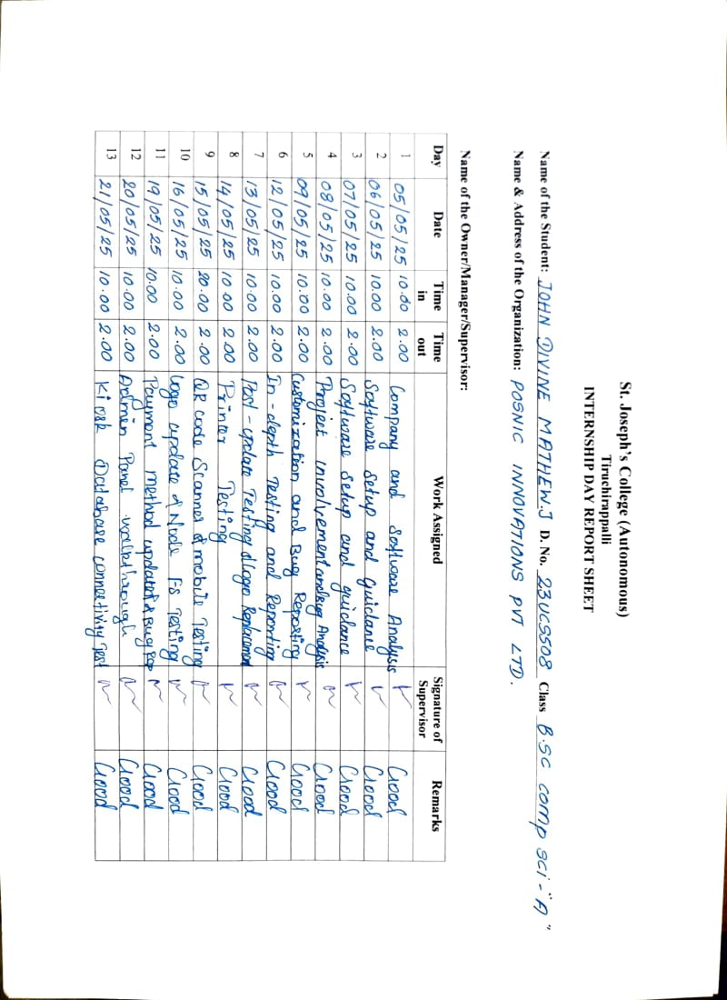 St. Joseph's College (Autonomous)
Tiruchirappalli
INTERNSHIP DAY REPORT SHEET
Name of the Student: JOHN DIVINE MATHEW.J D. No. 23UCS508 Class B.SC comp sci-"A"
Name & Address of the Organization: POSNIC INNOVATIONS PVT LTD.
Name of the Owner/Manager/Supervisor:
Day Date Time in Time out Work Assigned Signature of Supervisor Remarks
1 05/05/25 10.00 2.00 Company and Software Analysis Good
2 06/05/25 10.00 2.00 Software setup and Guidance Good
3 07/05/25 10.00 2.00 Software setup and guidance Good
4 08/05/25 10.00 2.00 Project involvement and Bug Analysis Good
5 09/05/25 10.00 2.00 Customization and Bug Reporting Good
6 12/05/25 10.00 2.00 In-depth Testing and Reporting Good
7 13/05/25 10.00 2.00 Post-update Testing & Logo Replacement Good
8 14/05/25 10.00 2.00 Printer Testing Good
9 15/05/25 20.00 2.00 QR code Scanner & mobile Testing Good
10 16/05/25 10.00 2.00 Logo update & Node Testing Good
11 19/05/25 10.00 2.00 Payment method update & Bug Good
12 20/05/25 10.00 2.00 Admin Panel walkthrough Good
13 21/05/25 10.00 2.00 Kiosk Database connectivity Test Good